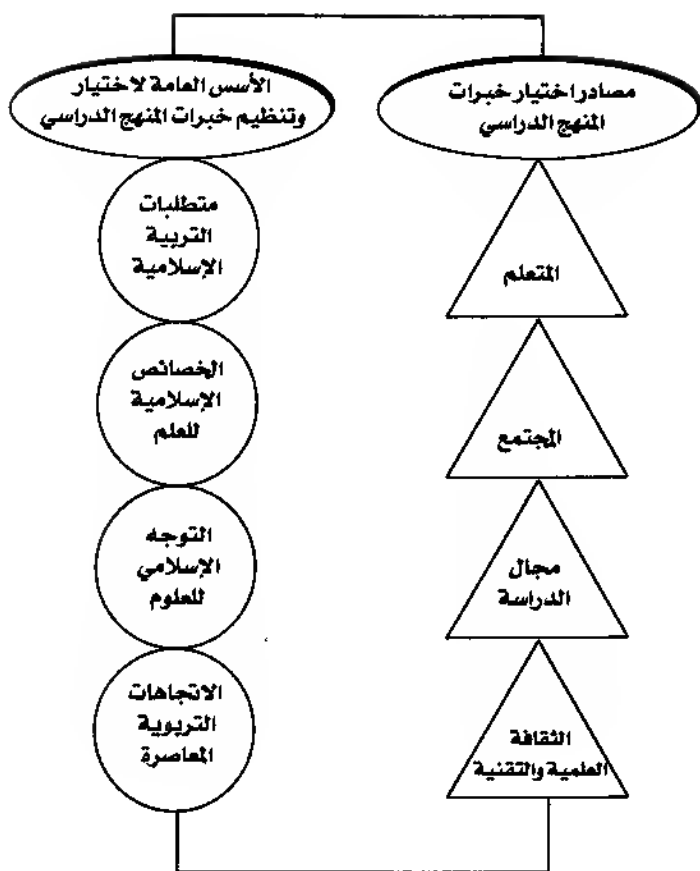 مصادر اختيار خبرات
المنهج الدراسي
المتعلم
المجتمع
مجال
الدراسة
الثقافة
العلمية والتقنية
الأسس العامة لاختيار
وتنظيم خبرات المنهج الدراسي
متطلبات
التربية
الإسلامية
الخصائص
الإسلامية
للعلم
التوجه
الإسلامي
للعلوم
الاتجاهات
التربوية
المعاصرة